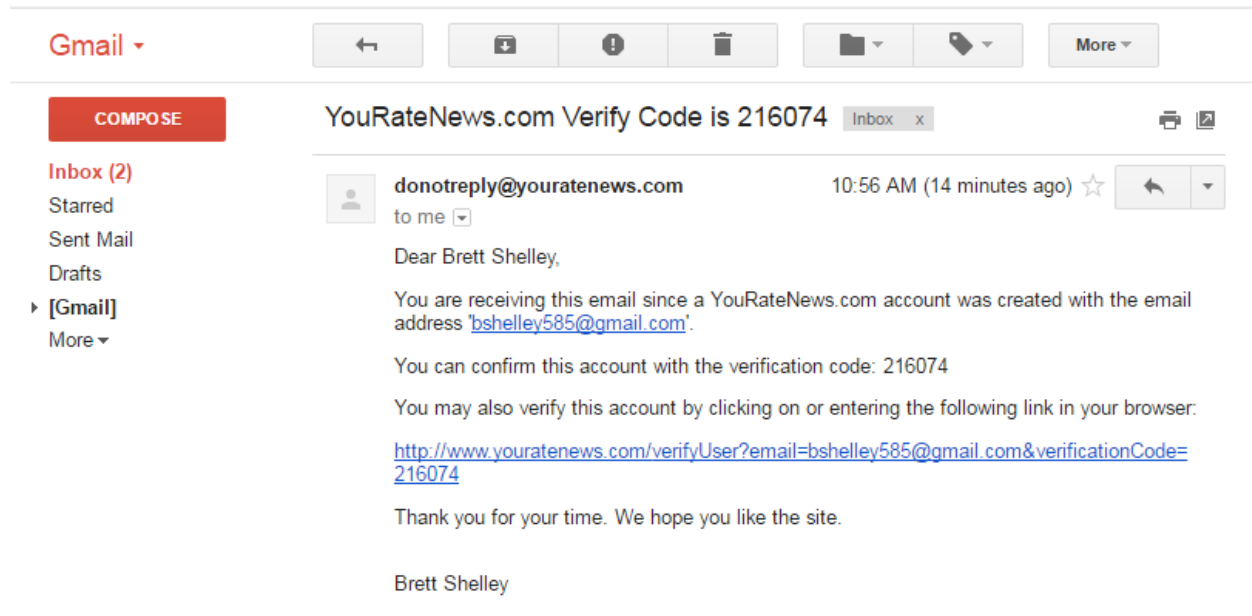 Gmail
More
COMPOSE
YouRateNews.com Verify Code is 216074 Inbox x
Inbox (2)
Starred
Sent Mail
Drafts
[Gmail]
More
donotreply@youratenews.com 10:56 AM (14 minutes ago)
to me
Dear Brett Shelley,
You are receiving this email since a YouRateNews.com account was created with the email
address 'bshelley585@gmail.com'.
You can confirm this account with the verification code: 216074
You may also verify this account by clicking on or entering the following link in your browser:
http://www.youratenews.com/verifyUser?email=bshelley585@gmail.com&verificationCode=
216074
Thank you for your time. We hope you like the site.
Brett Shelley